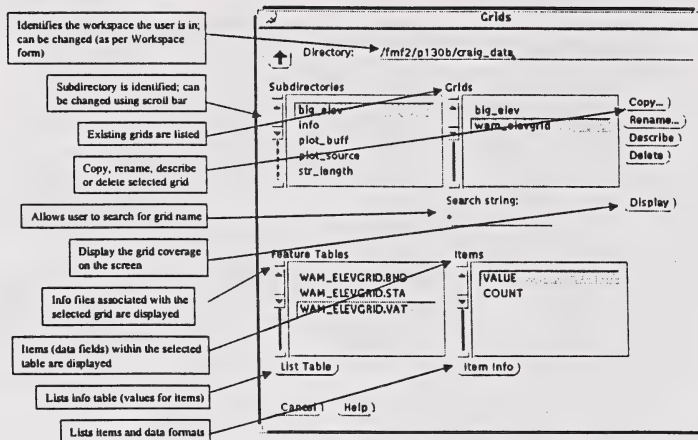 Identifies the workspace the user is in;
can be changed (as per Workspace
form)
Subdirectory is identified; can
be changed using scroll bar
Existing grids are listed
Copy, rename, describe
or delete selected grid
Allows user to search for grid name
Display the grid coverage
on the screen
Info files associated with the
selected grid are displayed
Items (data fields) within the selected
table are displayed
Lists info table (values for items)
Lists items and data formats
Grids
Directory: /fmf2/p130b/craig_data
Subdirectories
big_elev
info
plot_buff
plot_source
str_length
Grids
big_elev
wam_elevgrid
Copy...
Rename...
Describe
Delete
Search string:
*
Display
Feature Tables
WAM_ELEVGRID.BND
WAM_ELEVGRID.STA
WAM_ELEVGRID.VAT
Items
VALUE
COUNT
List Table
Item Info
Cancel
Help